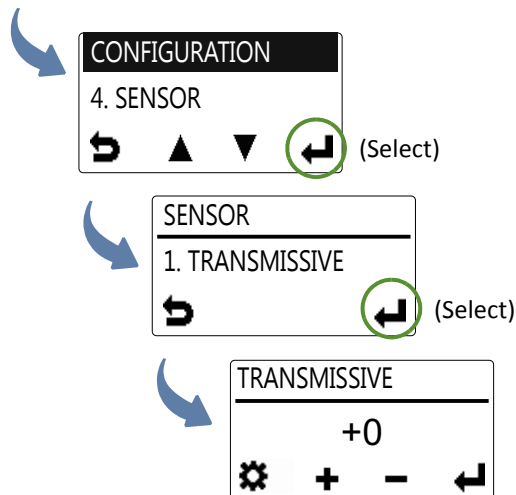 CONFIGURATION
4. SENSOR
(Select)
SENSOR
1. TRANSMISSIVE
(Select)
TRANSMISSIVE
+0
+ −